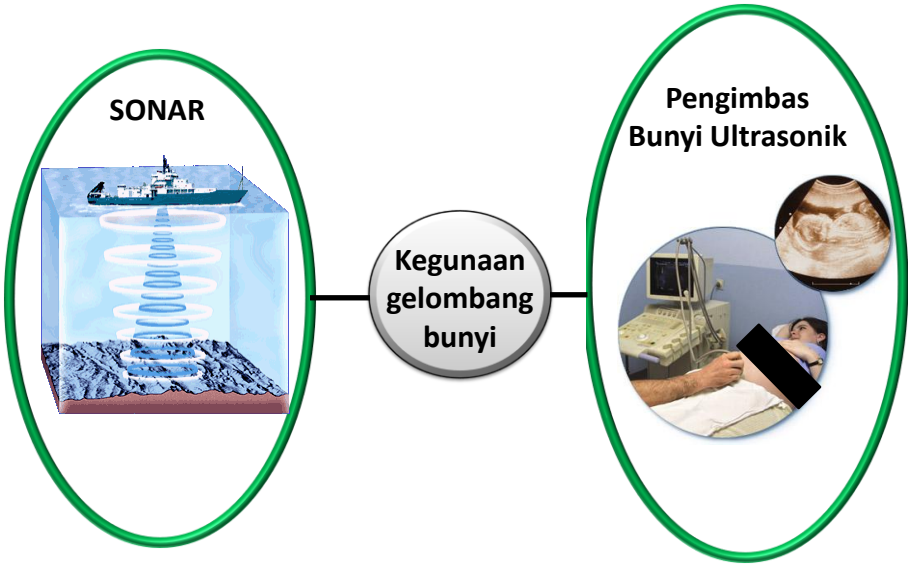 SONAR
Kegunaan
gelombang
bunyi
Pengimbas
Bunyi Ultrasonik